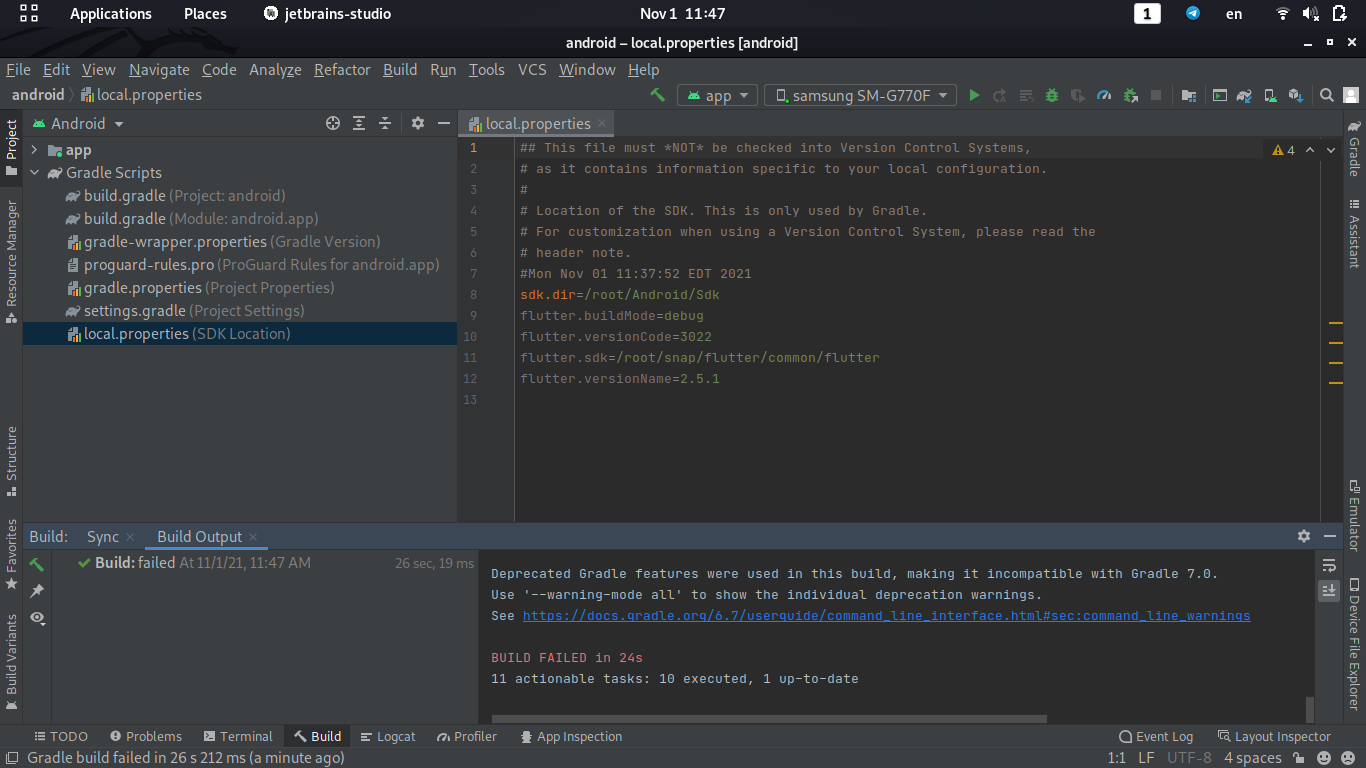 Applications Places jetbrains-studio Nov 1 11:47 1 en
android – local.properties [android]
File Edit View Navigate Code Analyze Refactor Build Run Tools VCS Window Help
android local.properties app samsung SM-G770F
Project
Resource Manager
Structure
Favorites
Build Variants
Android
app
Gradle Scripts
build.gradle (Project: android)
build.gradle (Module: android.app)
gradle-wrapper.properties (Gradle Version)
proguard-rules.pro (ProGuard Rules for android.app)
gradle.properties (Project Properties)
settings.gradle (Project Settings)
local.properties (SDK Location)
local.properties
4
1 ## This file must *NOT* be checked into Version Control Systems,
2 # as it contains information specific to your local configuration.
3 #
4 # Location of the SDK. This is only used by Gradle.
5 # For customization when using a Version Control System, please read the
6 # header note.
7 #Mon Nov 01 11:37:52 EDT 2021
8 sdk.dir=/root/Android/Sdk
9 flutter.buildMode=debug
10 flutter.versionCode=3022
11 flutter.sdk=/root/snap/flutter/common/flutter
12 flutter.versionName=2.5.1
13
Gradle
Assistant
Emulator
Device File Explorer
Build: Sync Build Output
Build: failed At 11/1/21, 11:47 AM 26 sec, 19 ms
Deprecated Gradle features were used in this build, making it incompatible with Gradle 7.0.
Use '--warning-mode all' to show the individual deprecation warnings.
See https://docs.gradle.org/6.7/userguide/command_line_interface.html#sec:command_line_warnings
BUILD FAILED in 24s
11 actionable tasks: 10 executed, 1 up-to-date
TODO Problems Terminal Build Logcat Profiler App Inspection Event Log Layout Inspector
Gradle build failed in 26 s 212 ms (a minute ago) 1:1 LF UTF-8 4 spaces